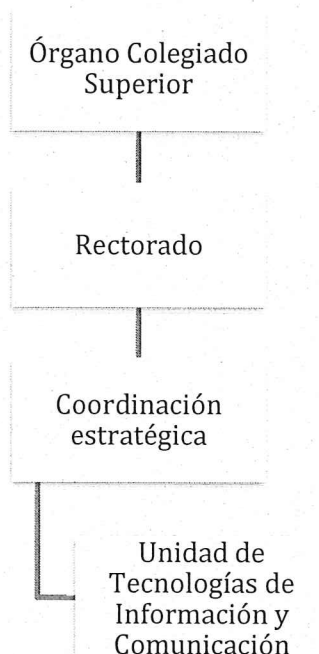 Órgano Colegiado
Superior
Rectorado
Coordinación
estratégica
Unidad de
Tecnologías de
Información y
Comunicación